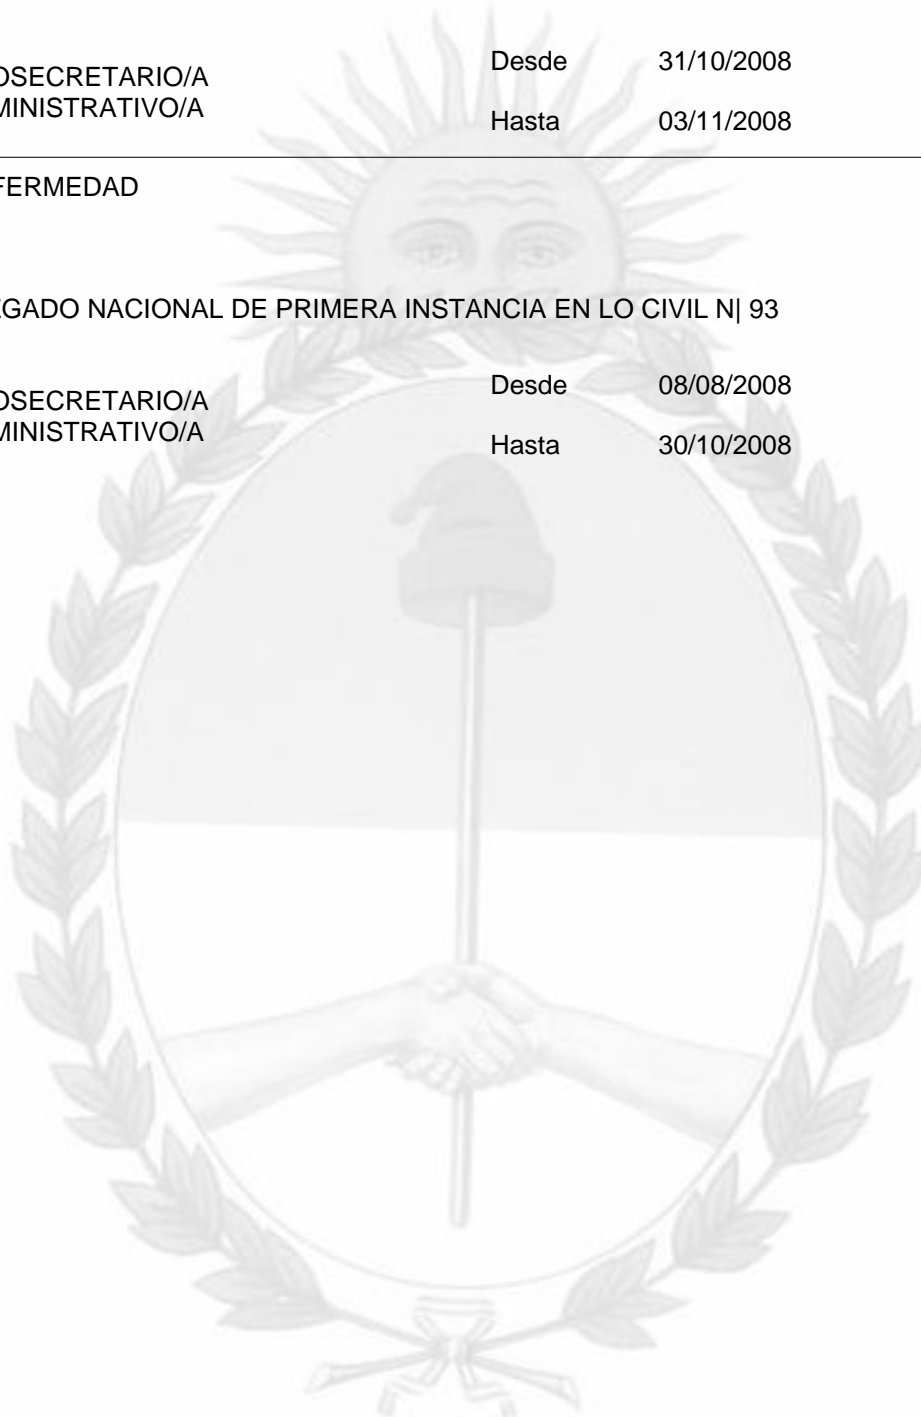 OSECRETARIO/A
MINISTRATIVO/A
Desde 31/10/2008
Hasta 03/11/2008
FERMEDAD
GADO NACIONAL DE PRIMERA INSTANCIA EN LO CIVIL N| 93
OSECRETARIO/A
MINISTRATIVO/A
Desde 08/08/2008
Hasta 30/10/2008